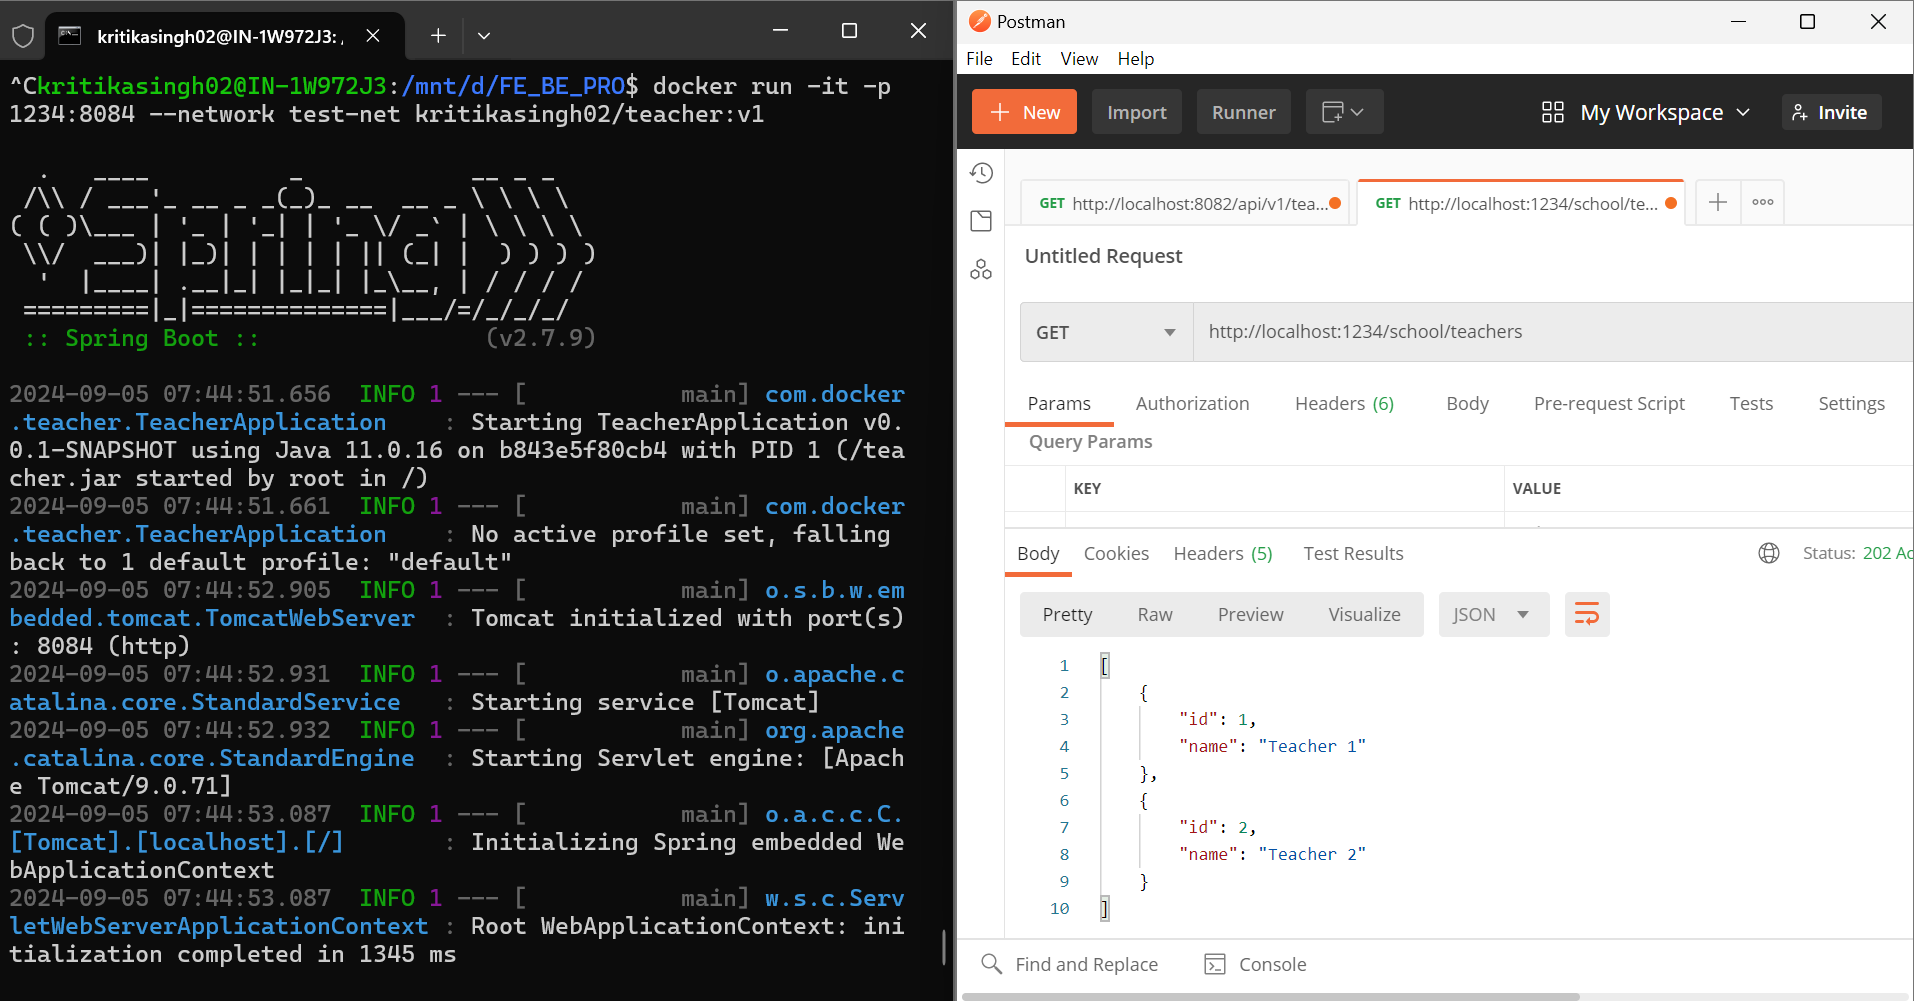 kritikasingh02@IN-1W972J3: /
^Ckritikasingh02@IN-1W972J3:/mnt/d/FE_BE_PRO$ docker run -it -p
1234:8084 --network test-net kritikasingh02/teacher:v1
:: Spring Boot ::                (v2.7.9)
2024-09-05 07:44:51.656  INFO 1 --- [           main] com.docker
.teacher.TeacherApplication    : Starting TeacherApplication v0.
0.1-SNAPSHOT using Java 11.0.16 on b843e5f80cb4 with PID 1 (/tea
cher.jar started by root in /)
2024-09-05 07:44:51.661  INFO 1 --- [           main] com.docker
.teacher.TeacherApplication    : No active profile set, falling
back to 1 default profile: "default"
2024-09-05 07:44:52.905  INFO 1 --- [           main] o.s.b.w.em
bedded.tomcat.TomcatWebServer  : Tomcat initialized with port(s)
: 8084 (http)
2024-09-05 07:44:52.931  INFO 1 --- [           main] o.apache.c
atalina.core.StandardService   : Starting service [Tomcat]
2024-09-05 07:44:52.932  INFO 1 --- [           main] org.apache
.catalina.core.StandardEngine  : Starting Servlet engine: [Apach
e Tomcat/9.0.71]
2024-09-05 07:44:53.087  INFO 1 --- [           main] o.a.c.c.C.
[Tomcat].[localhost].[/]       : Initializing Spring embedded We
bApplicationContext
2024-09-05 07:44:53.087  INFO 1 --- [           main] w.s.c.Serv
letWebServerApplicationContext : Root WebApplicationContext: ini
tialization completed in 1345 ms
Postman
File Edit View Help
+ New Import Runner My Workspace Invite
GET http://localhost:8082/api/v1/tea... GET http://localhost:1234/school/te...
Untitled Request
GET http://localhost:1234/school/teachers
Params Authorization Headers (6) Body Pre-request Script Tests Settings
Query Params
KEY VALUE
Body Cookies Headers (5) Test Results Status: 202 Ac
Pretty Raw Preview Visualize JSON
1 [
2 {
3 "id": 1,
4 "name": "Teacher 1"
5 },
6 {
7 "id": 2,
8 "name": "Teacher 2"
9 }
10 ]
Find and Replace Console